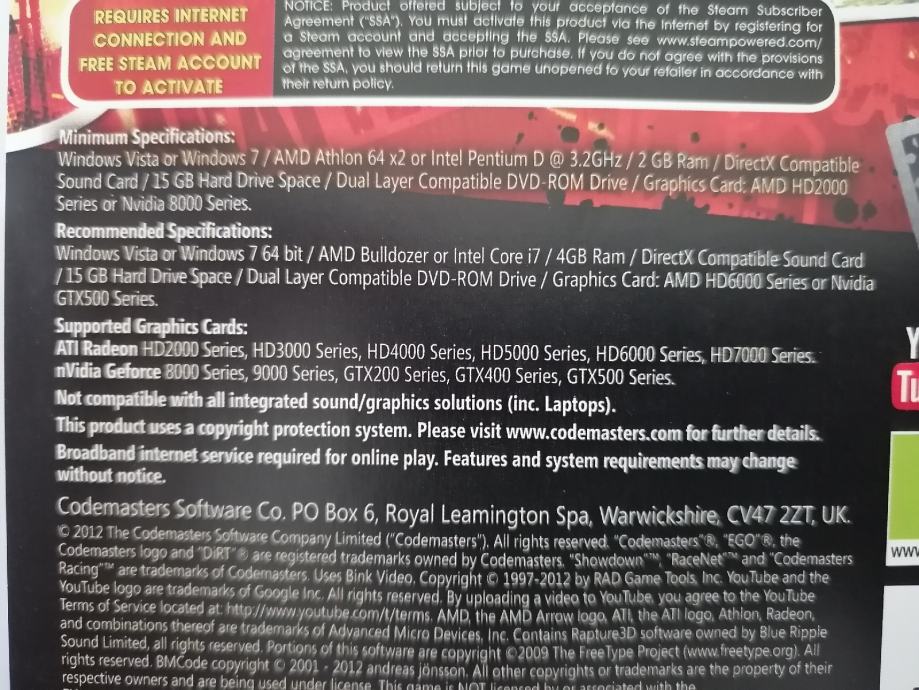 REQUIRES INTERNET
CONNECTION AND
FREE STEAM ACCOUNT
TO ACTIVATE
NOTICE: Product offered subject to your acceptance of the Steam Subscriber
Agreement ("SSA"). You must activate this product via the Internet by registering for
a Steam account and accepting the SSA. Please see www.steampowered.com/
agreement to view the SSA prior to purchase. If you do not agree with the provisions
of the SSA, you should return this game unopened to your retailer in accordance with
their return policy.
Minimum Specifications:
Windows Vista or Windows 7 / AMD Athlon 64 x2 or Intel Pentium D @ 3.2GHz / 2 GB Ram / DirectX Compatible
Sound Card / 15 GB Hard Drive Space / Dual Layer Compatible DVD-ROM Drive / Graphics Card: AMD HD2000
Series or Nvidia 8000 Series.
Recommended Specifications:
Windows Vista or Windows 7 64 bit / AMD Bulldozer or Intel Core i7 / 4GB Ram / DirectX Compatible Sound Card
/ 15 GB Hard Drive Space / Dual Layer Compatible DVD-ROM Drive / Graphics Card: AMD HD6000 Series or Nvidia
GTX500 Series.
Supported Graphics Cards:
ATI Radeon HD2000 Series, HD3000 Series, HD4000 Series, HD5000 Series, HD6000 Series, HD7000 Series.
nVidia Geforce 8000 Series, 9000 Series, GTX200 Series, GTX400 Series, GTX500 Series.
Not compatible with all integrated sound/graphics solutions (inc. Laptops).
This product uses a copyright protection system. Please visit www.codemasters.com for further details.
Broadband internet service required for online play. Features and system requirements may change
without notice.
Codemasters Software Co. PO Box 6, Royal Leamington Spa, Warwickshire, CV47 2ZT, UK.
© 2012 The Codemasters Software Company Limited ("Codemasters"). All rights reserved. "Codemasters"®, "EGO"®, the
Codemasters logo and "DiRT"® are registered trademarks owned by Codemasters. "Showdown"™, "RaceNet"™ and "Codemasters
Racing"™ are trademarks of Codemasters. Uses Bink Video. Copyright © 1997-2012 by RAD Game Tools, Inc. YouTube and the
YouTube logo are trademarks of Google Inc. All rights reserved. By uploading a video to YouTube, you agree to the YouTube
Terms of Service located at: http://www.youtube.com/t/terms. AMD, the AMD Arrow logo, ATI, the ATI logo, Athlon, Radeon,
and combinations thereof are trademarks of Advanced Micro Devices, Inc. Contains Rapture3D software owned by Blue Ripple
Sound Limited, all rights reserved. Portions of this software are copyright ©2009 The FreeType Project (www.freetype.org). All
rights reserved. BMCode copyright © 2001 - 2012 andreas jönsson. All other copyrights or trademarks are the property of their
respective owners and are being used under license. This game is NOT licensed by or associated with the
Y
Tu
www